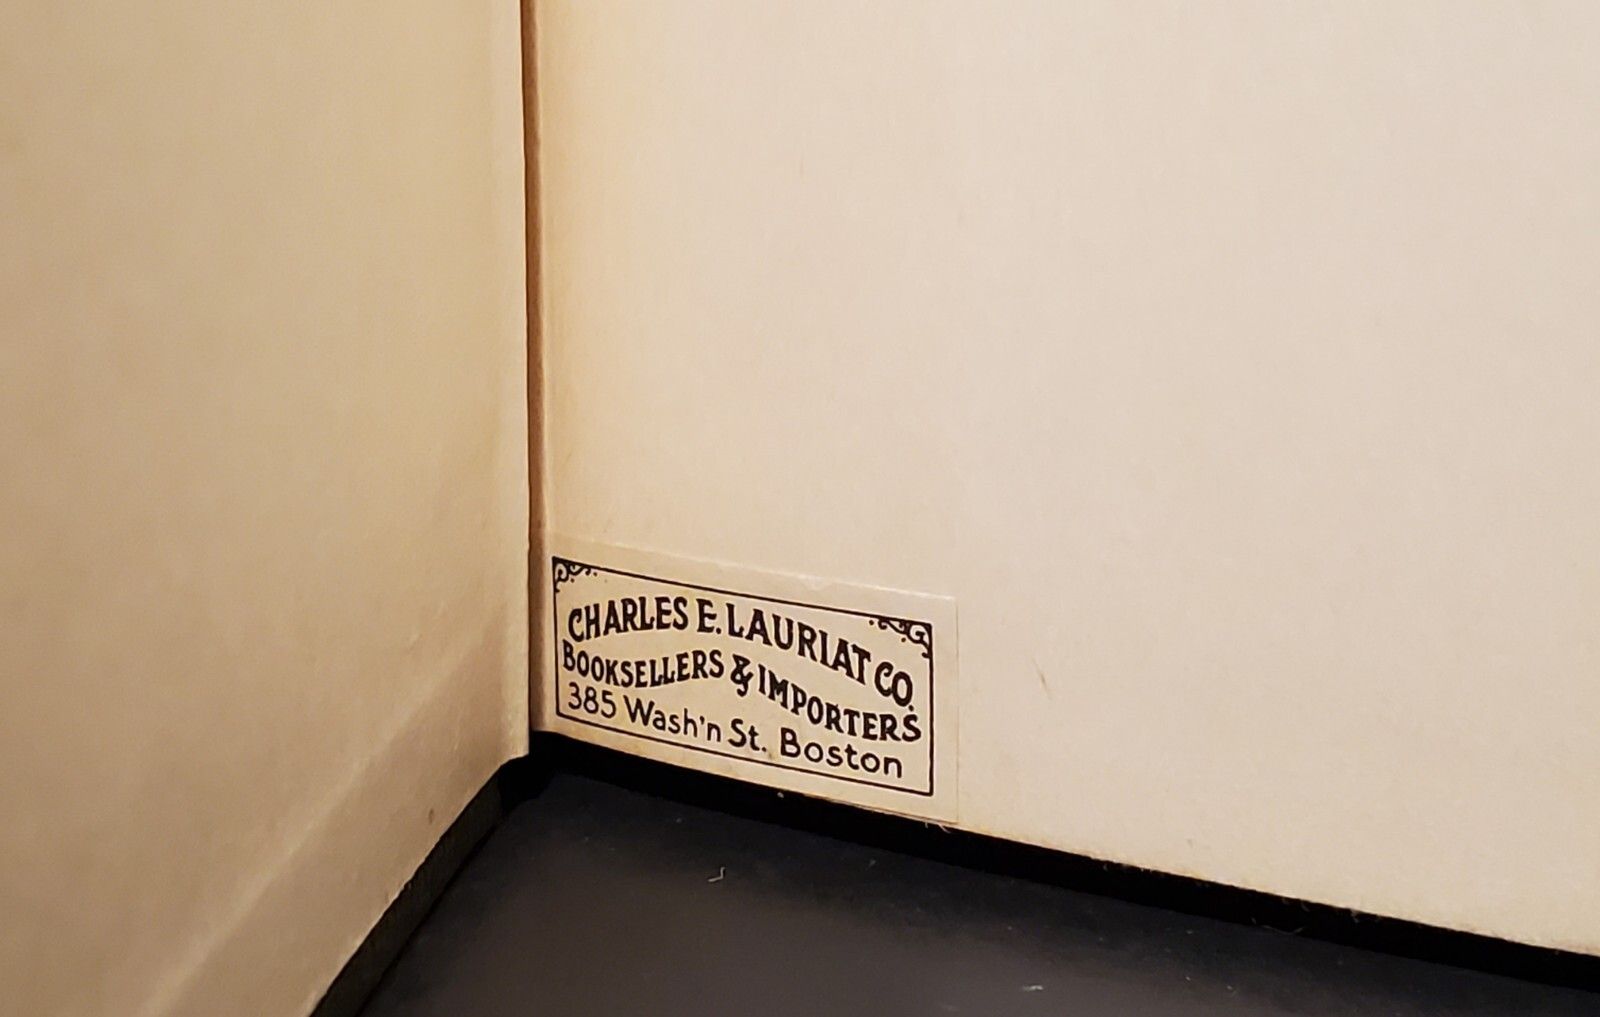 CHARLES E. LAURIAT CO.
BOOKSELLERS & IMPORTERS
385 Wash'n St. Boston